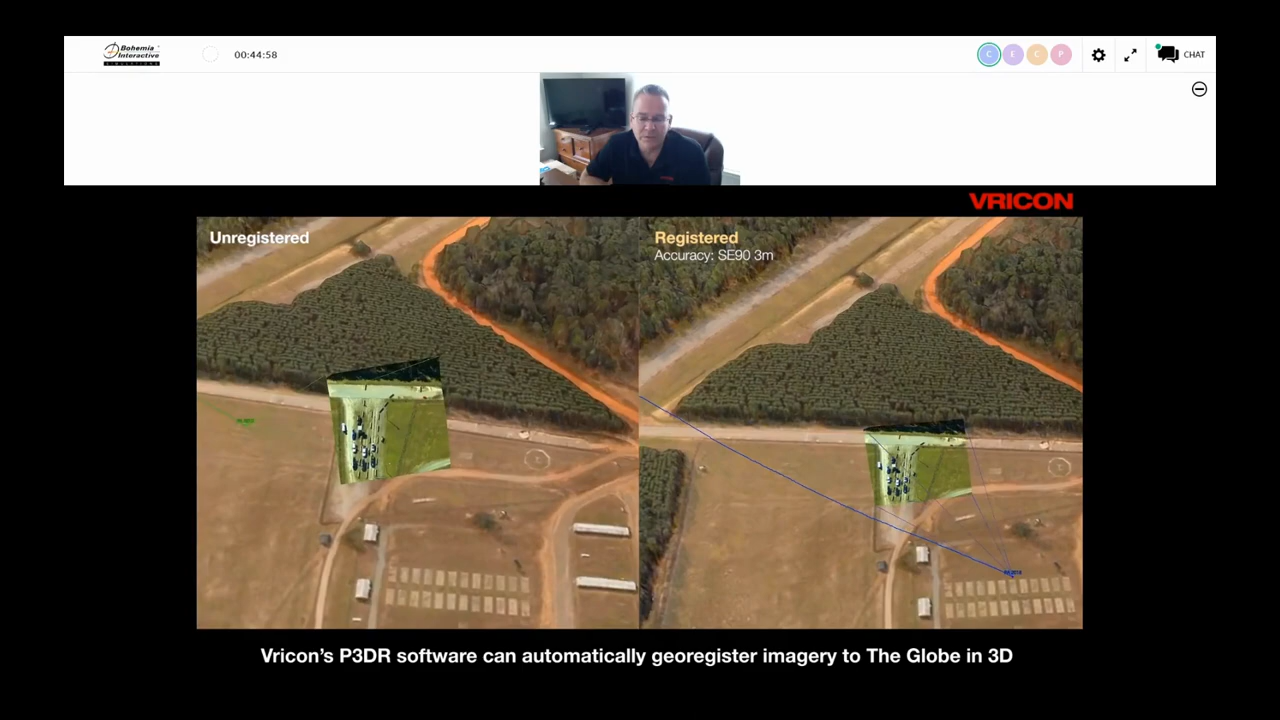 Bohemia
Interactive
SIMULATIONS
00:44:58
C E C P
CHAT
VRICON
Unregistered
Registered
Accuracy: SE90 3m
Vricon's P3DR software can automatically georegister imagery to The Globe in 3D